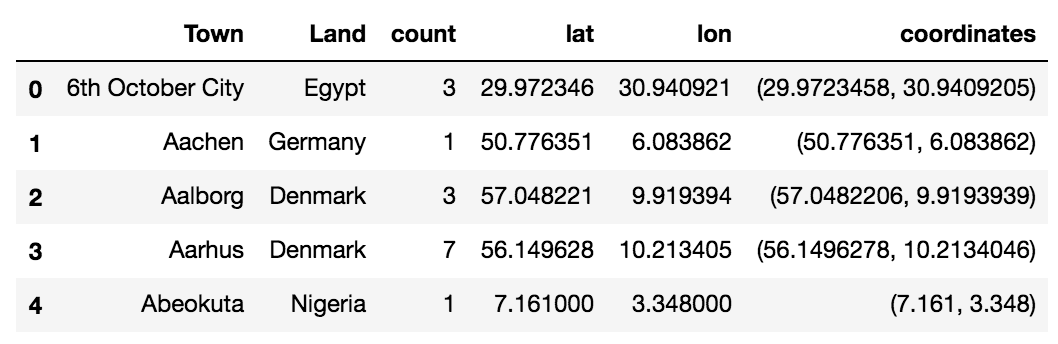 Town Land count lat lon coordinates
0 6th October City Egypt 3 29.972346 30.940921 (29.9723458, 30.9409205)
1 Aachen Germany 1 50.776351 6.083862 (50.776351, 6.083862)
2 Aalborg Denmark 3 57.048221 9.919394 (57.0482206, 9.9193939)
3 Aarhus Denmark 7 56.149628 10.213405 (56.1496278, 10.2134046)
4 Abeokuta Nigeria 1 7.161000 3.348000 (7.161, 3.348)